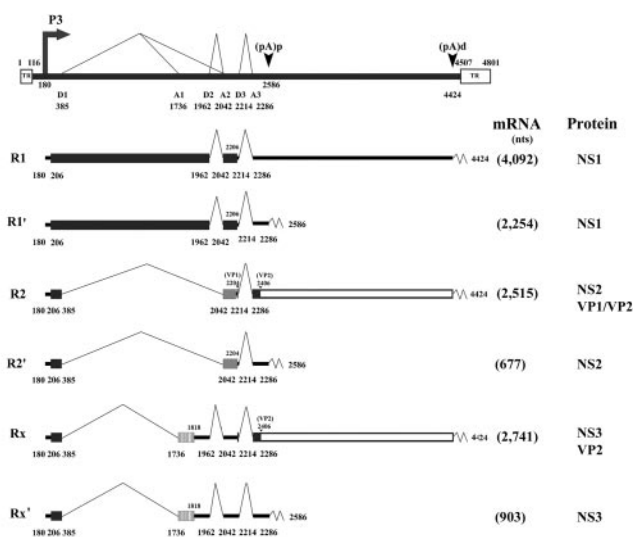 P3
(pA)p
(pA)d
1 116
4507 4801
TR
TR
180
2586
D1 A1 D2 A2 D3 A3
385 1736 1962 2042 2214 2286 4424
mRNA Protein
(nts)
2206
R1 4424 (4,092) NS1
180 206 1962 2042 2214 2286
2206
R1' 2586 (2,254) NS1
180 206 1962 2042 2214 2286
(VP1) (VP2)
2204 2406
R2 4424 (2,515) NS2
VP1/VP2
180 206 385 2042 2214 2286
2204
R2' 2586 (677) NS2
180 206 385 2042 2214 2286
(VP2)
1818 2406
Rx 4424 (2,741) NS3
VP2
180 206 385 1736 1962 2042 2214 2286
1818
Rx' 2586 (903) NS3
180 206 385 1736 1962 2042 2214 2286